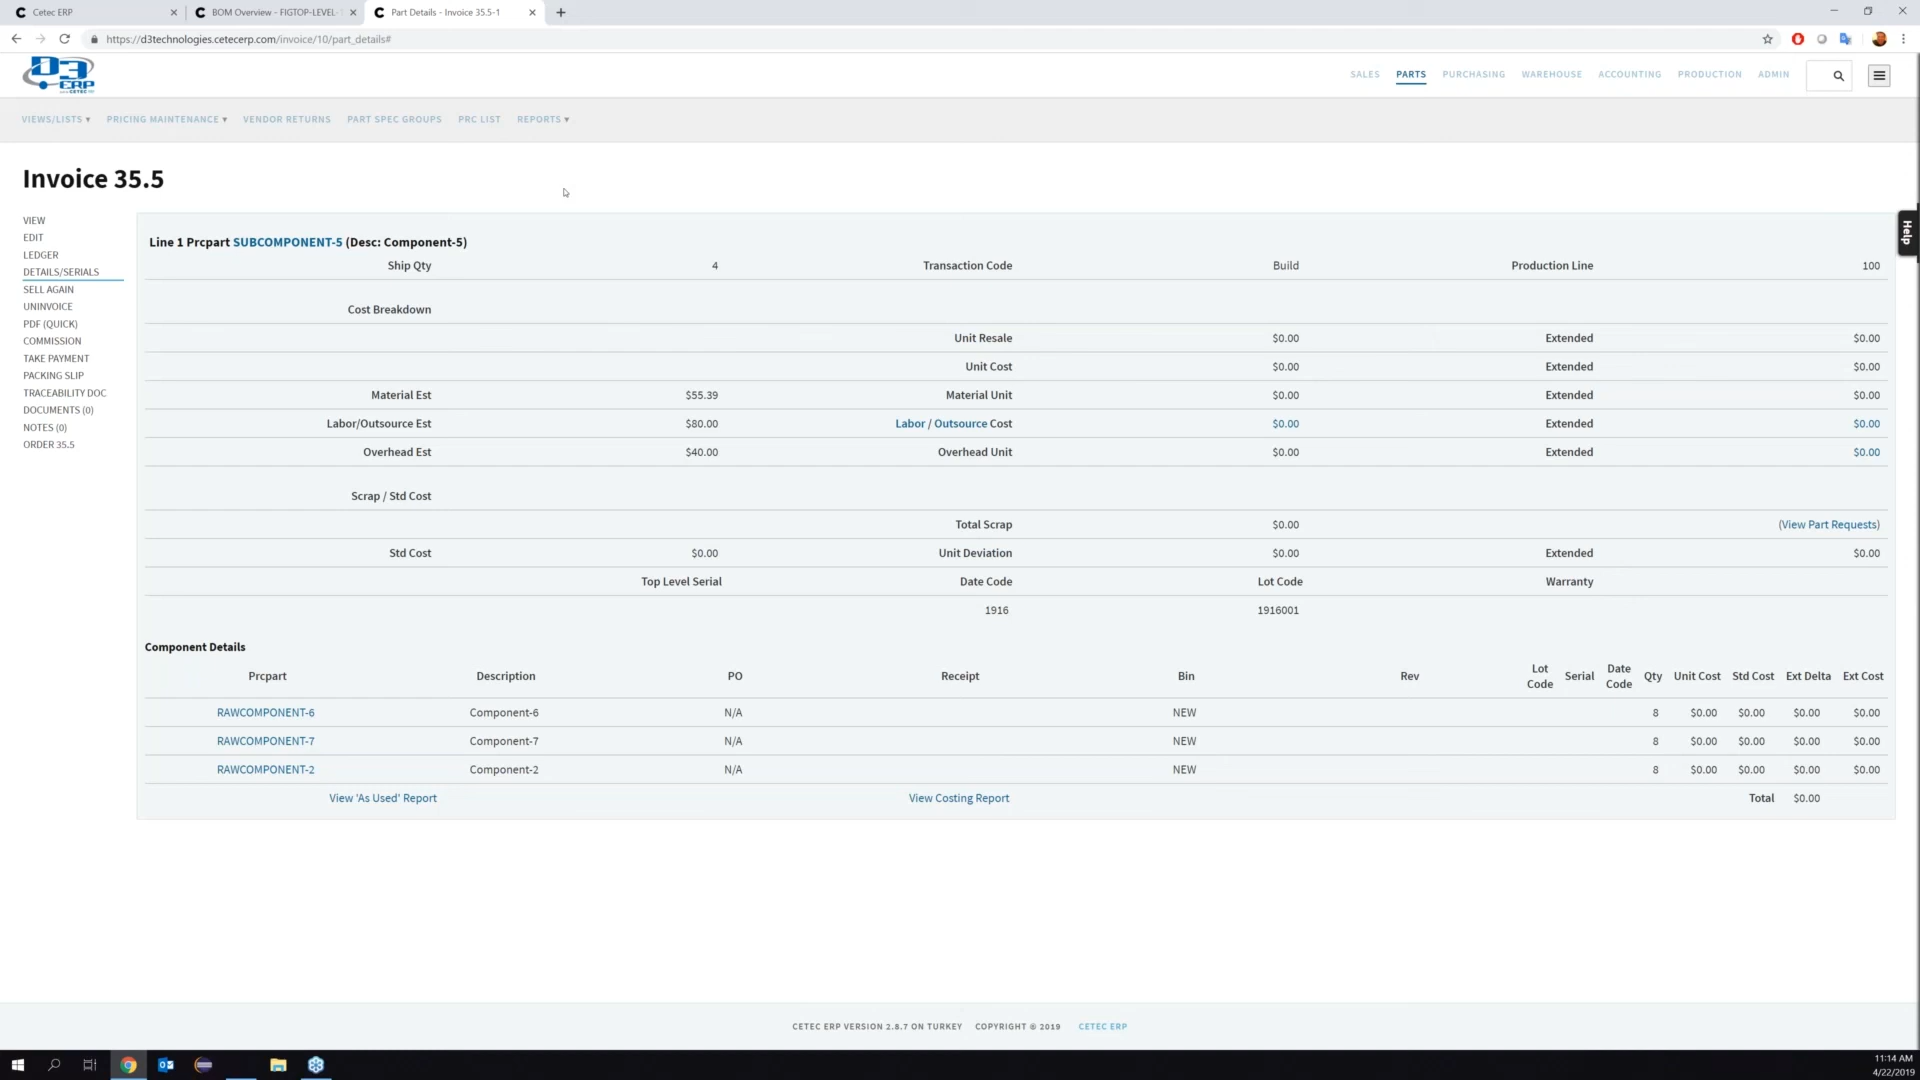 Cetec ERP
BOM Overview - FIGTOP-LEVEL-
Part Details - Invoice 35.5-1
https://d3technologies.cetecerp.com/invoice/10/part_details#
D3 ERP
SALES PARTS PURCHASING WAREHOUSE ACCOUNTING PRODUCTION ADMIN
VIEWS/LISTS ▾ PRICING MAINTENANCE ▾ VENDOR RETURNS PART SPEC GROUPS PRC LIST REPORTS ▾
Invoice 35.5
VIEW
EDIT
LEDGER
DETAILS/SERIALS
SELL AGAIN
UNINVOICE
PDF (QUICK)
COMMISSION
TAKE PAYMENT
PACKING SLIP
TRACEABILITY DOC
DOCUMENTS (0)
NOTES (0)
ORDER 35.5
Help
Line 1 Prcpart SUBCOMPONENT-5 (Desc: Component-5)
Ship Qty 4 Transaction Code Build Production Line 100
Cost Breakdown
Unit Resale $0.00 Extended $0.00
Unit Cost $0.00 Extended $0.00
Material Est $55.39 Material Unit $0.00 Extended $0.00
Labor/Outsource Est $80.00 Labor / Outsource Cost $0.00 Extended $0.00
Overhead Est $40.00 Overhead Unit $0.00 Extended $0.00
Scrap / Std Cost
Total Scrap $0.00 (View Part Requests)
Std Cost $0.00 Unit Deviation $0.00 Extended $0.00
Top Level Serial Date Code Lot Code Warranty
1916 1916001
Component Details
Prcpart Description PO Receipt Bin Rev Lot Code Serial Date Code Qty Unit Cost Std Cost Ext Delta Ext Cost
RAWCOMPONENT-6 Component-6 N/A NEW 8 $0.00 $0.00 $0.00 $0.00
RAWCOMPONENT-7 Component-7 N/A NEW 8 $0.00 $0.00 $0.00 $0.00
RAWCOMPONENT-2 Component-2 N/A NEW 8 $0.00 $0.00 $0.00 $0.00
View 'As Used' Report View Costing Report Total $0.00
CETEC ERP VERSION 2.8.7 ON TURKEY COPYRIGHT © 2019 CETEC ERP
11:14 AM
4/22/2019